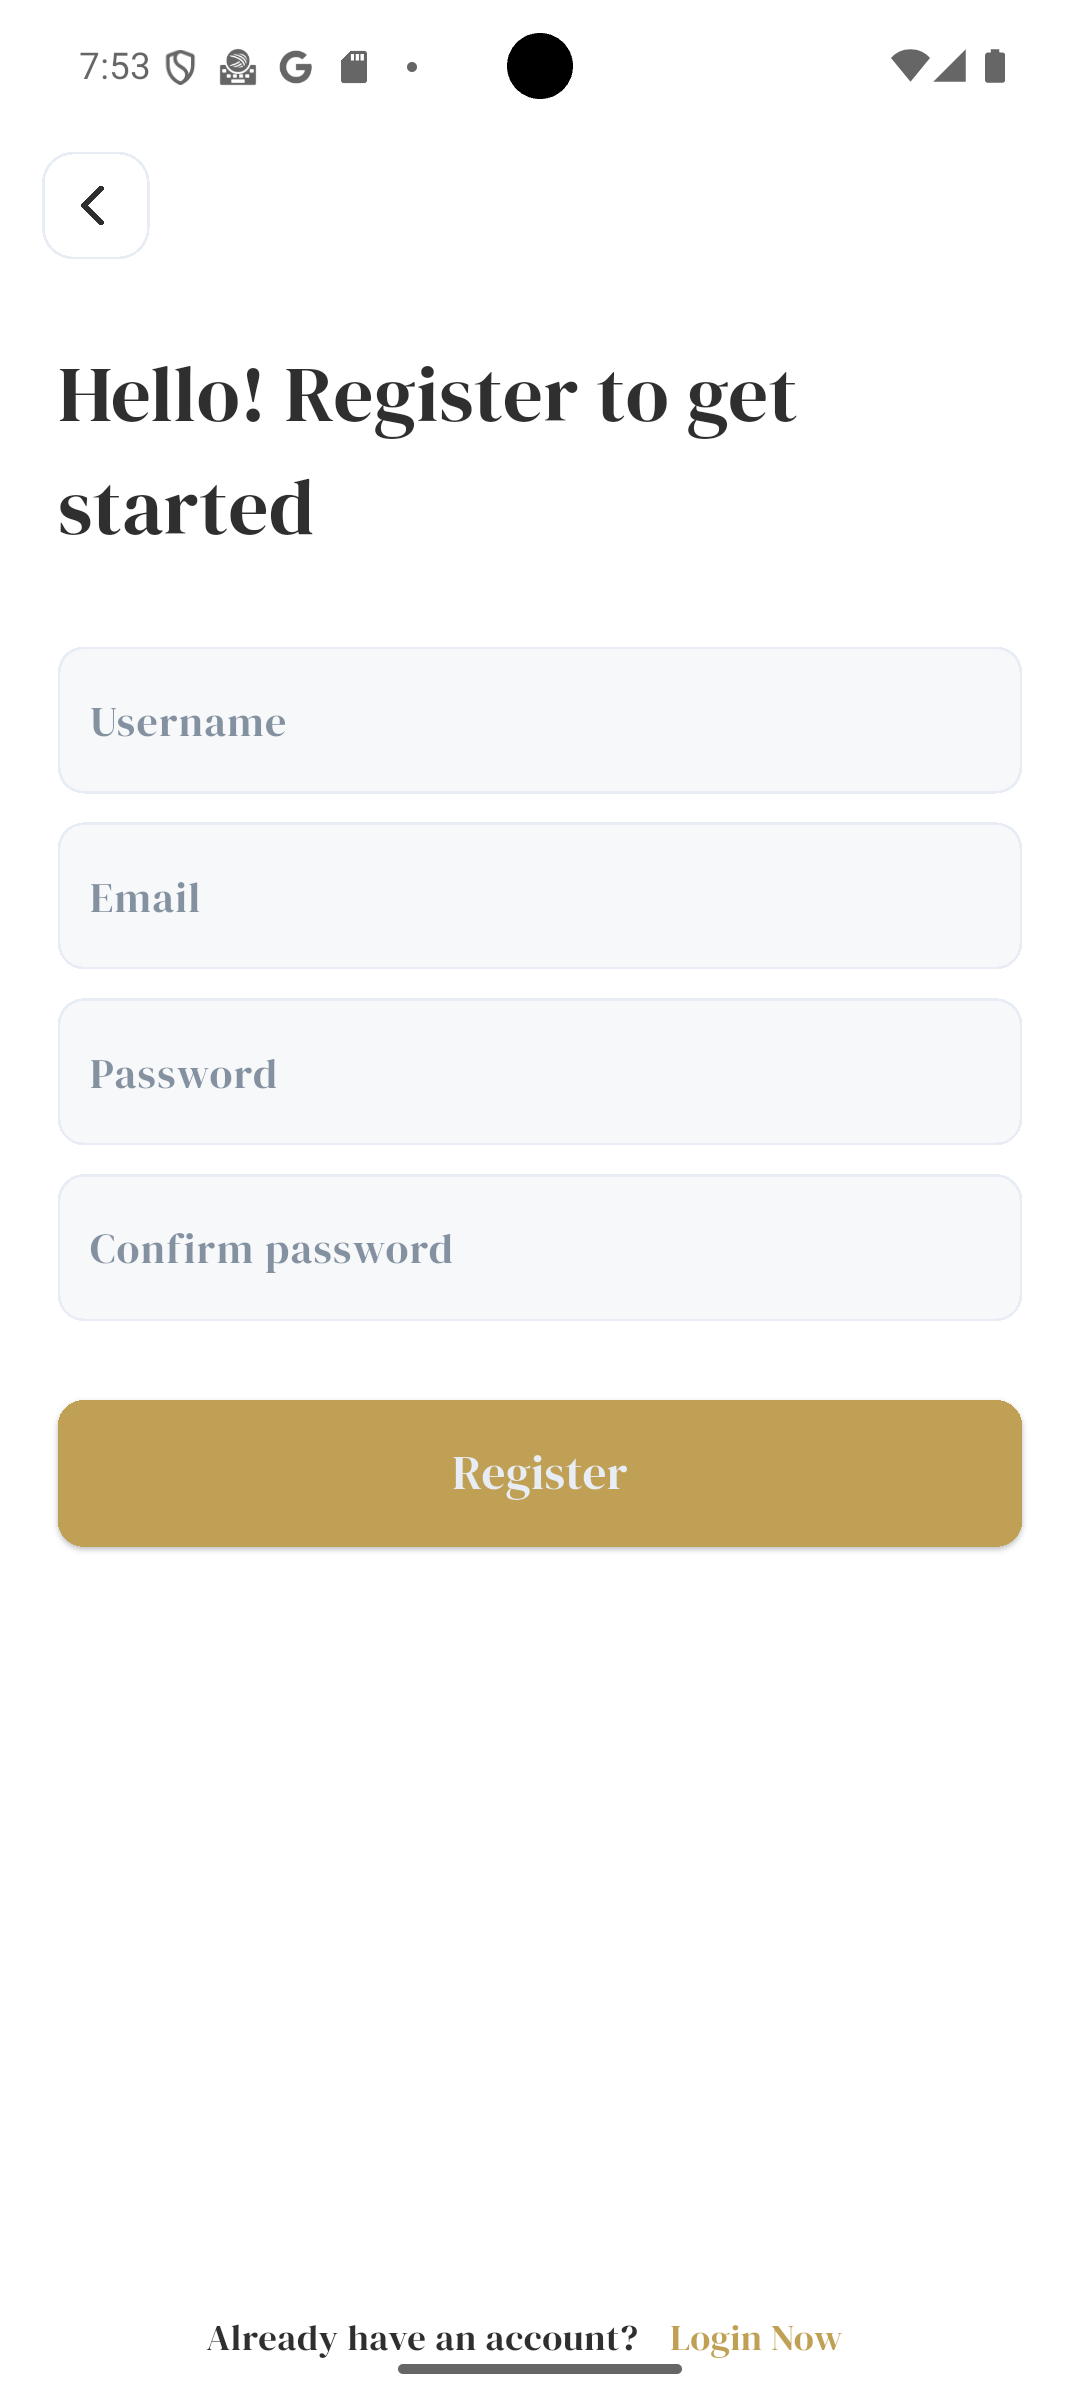 7:53
Hello! Register to get
started
Username
Email
Password
Confirm password
Register
Already have an account? Login Now